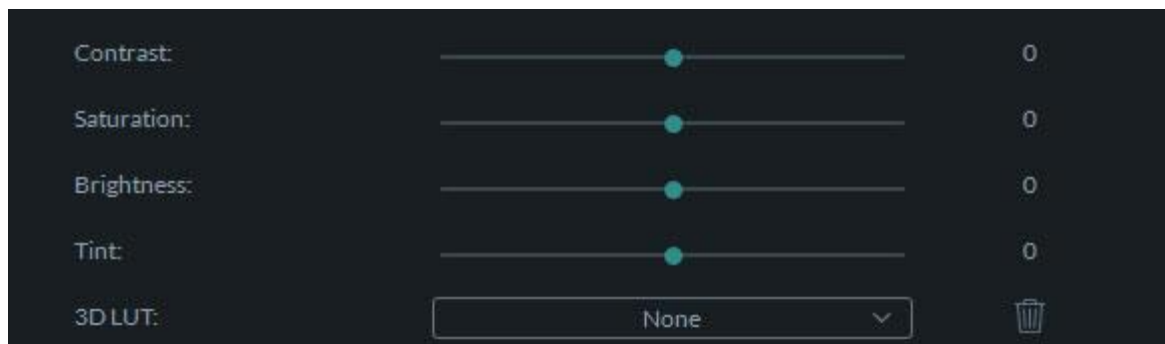 Contrast: 0
Saturation: 0
Brightness: 0
Tint: 0
3D LUT: None